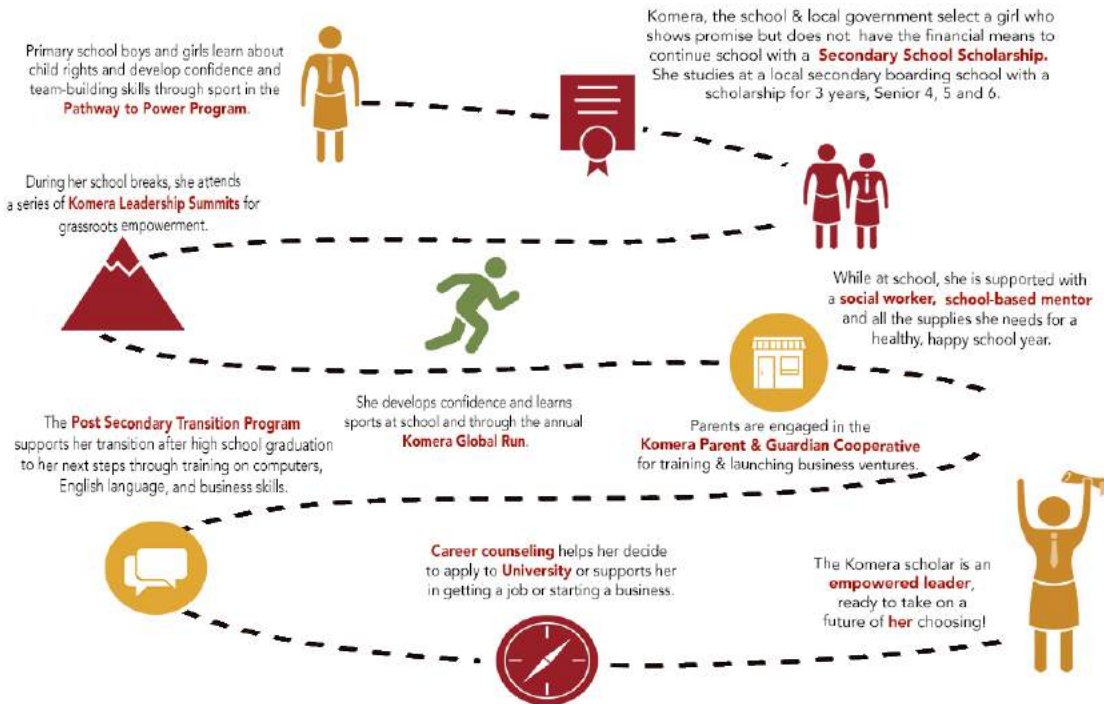 Primary school boys and girls learn about
child rights and develop confidence and
team-building skills through sport in the
Pathway to Power Program.
Komera, the school & local government select a girl who
shows promise but does not have the financial means to
continue school with a Secondary School Scholarship.
She studies at a local secondary boarding school with a
scholarship for 3 years, Senior 4, 5 and 6.
While at school, she is supported with
a social worker, school-based mentor
and all the supplies she needs for a
healthy, happy school year.
During her school breaks, she attends
a series of Komera Leadership Summits for
grassroots empowerment.
She develops confidence and learns
sports at school and through the annual
Komera Global Run.
Parents are engaged in the
Komera Parent & Guardian Cooperative
for training & launching business ventures.
The Post Secondary Transition Program
supports her transition after high school graduation
to her next steps through training on computers,
English language, and business skills.
Career counseling helps her decide
to apply to University or supports her
in getting a job or starting a business.
The Komera scholar is an
empowered leader,
ready to take on a
future of her choosing!